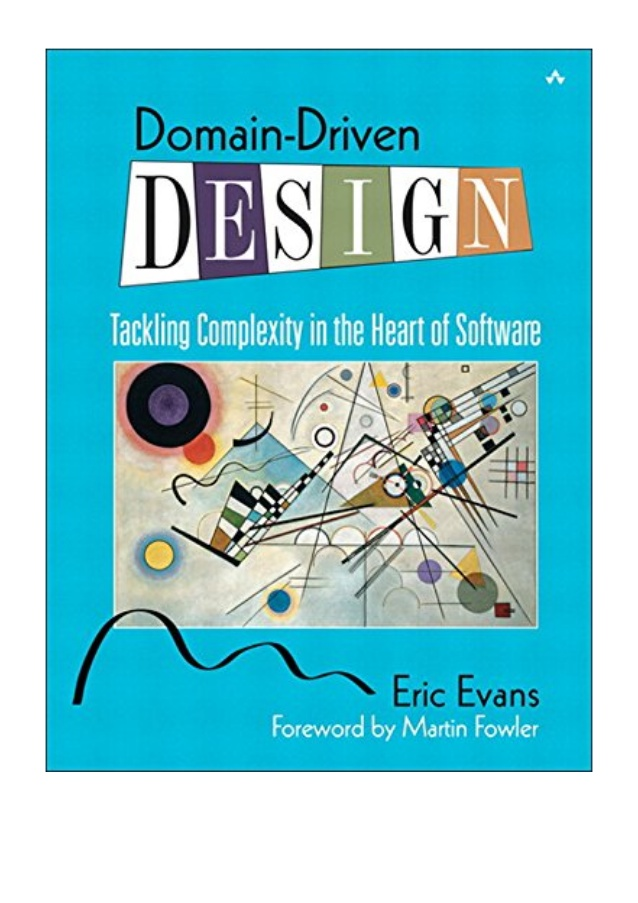 Domain-Driven
DESIGN
Tackling Complexity in the Heart of Software
Eric Evans
Foreword by Martin Fowler